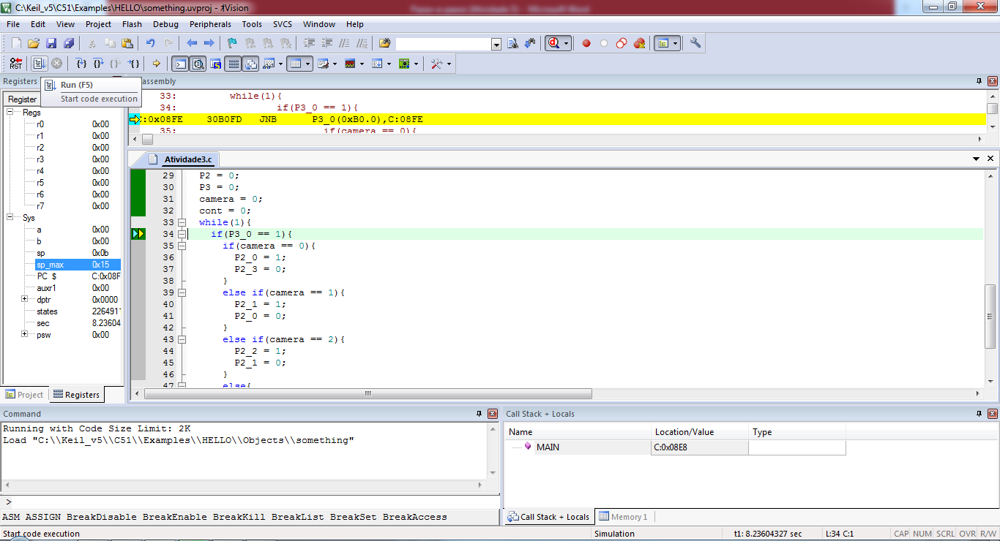 C:\Keil_v5\C51\Examples\HELLO\something.uvproj - µVision
File Edit View Project Flash Debug Peripherals Tools SVCS Window Help
RST
Registers
Run (F5)
Start code execution
Register
Regs
r0 0x00
r1 0x00
r2 0x00
r3 0x00
r4 0x00
r5 0x00
r6 0x00
r7 0x00
Sys
a 0x00
b 0x00
sp 0x0b
sp_max 0x15
PC $ C:0x08F
auxr1 0x00
dptr 0x0000
states 2264911
sec 8.23604
psw 0x00
Project Registers
assembly
33: while(1){
34: if(P3_0 == 1){
C:0x08FE 30B0FD JNB P3_0(0xB0.0),C:08FE
35: if(camera == 0){
Atividade3.c
29 P2 = 0;
30 P3 = 0;
31 camera = 0;
32 cont = 0;
33 while(1){
34 if(P3_0 == 1){
35 if(camera == 0){
36 P2_0 = 1;
37 P2_3 = 0;
38 }
39 else if(camera == 1){
40 P2_1 = 1;
41 P2_0 = 0;
42 }
43 else if(camera == 2){
44 P2_2 = 1;
45 P2_1 = 0;
46 }
47 else{
Command
Running with Code Size Limit: 2K
Load "C:\\Keil_v5\\C51\\Examples\\HELLO\\Objects\\something"
>
ASM ASSIGN BreakDisable BreakEnable BreakKill BreakList BreakSet BreakAccess
Call Stack + Locals
Name Location/Value Type
MAIN C:0x08E8
Call Stack + Locals Memory 1
Start code execution Simulation t1: 8.23604327 sec L:34 C:1 CAP NUM SCRL OVR R/W